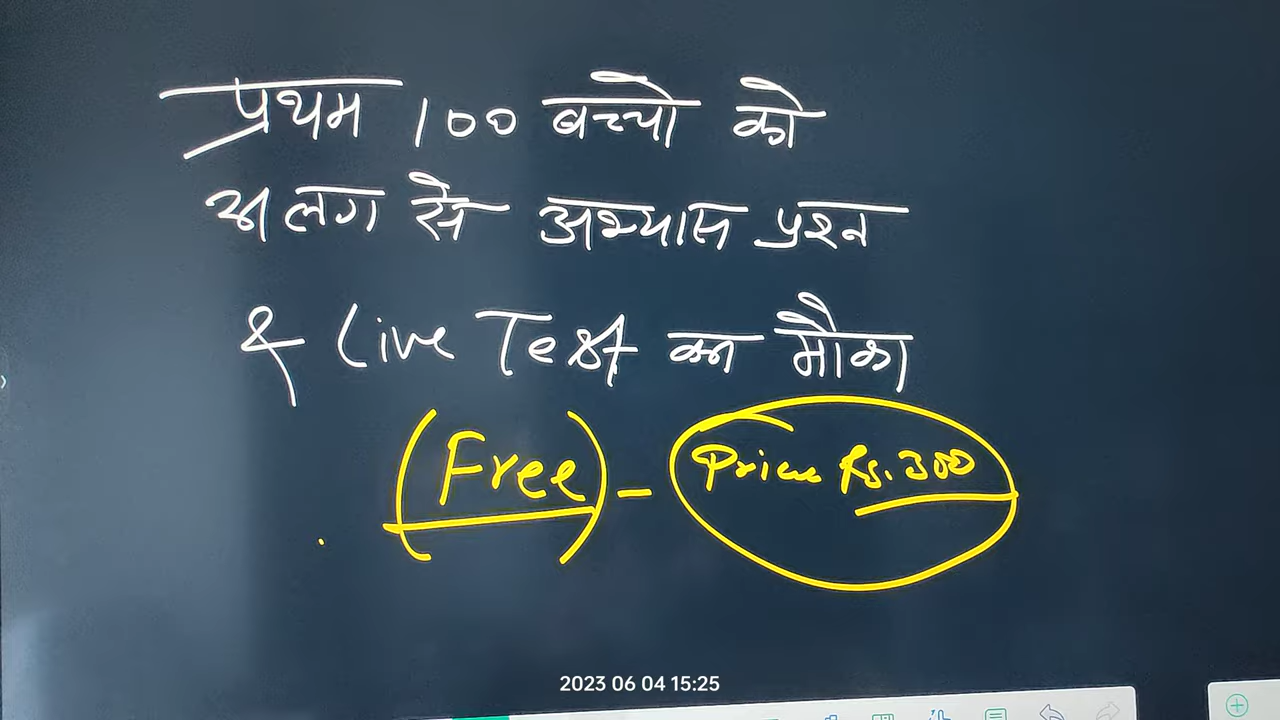 प्रथम 100 बच्चो को
अलग से अभ्यास प्रश्न
& Live Test का मौका
(Free) - Price Rs. 300
2023 06 04 15:25